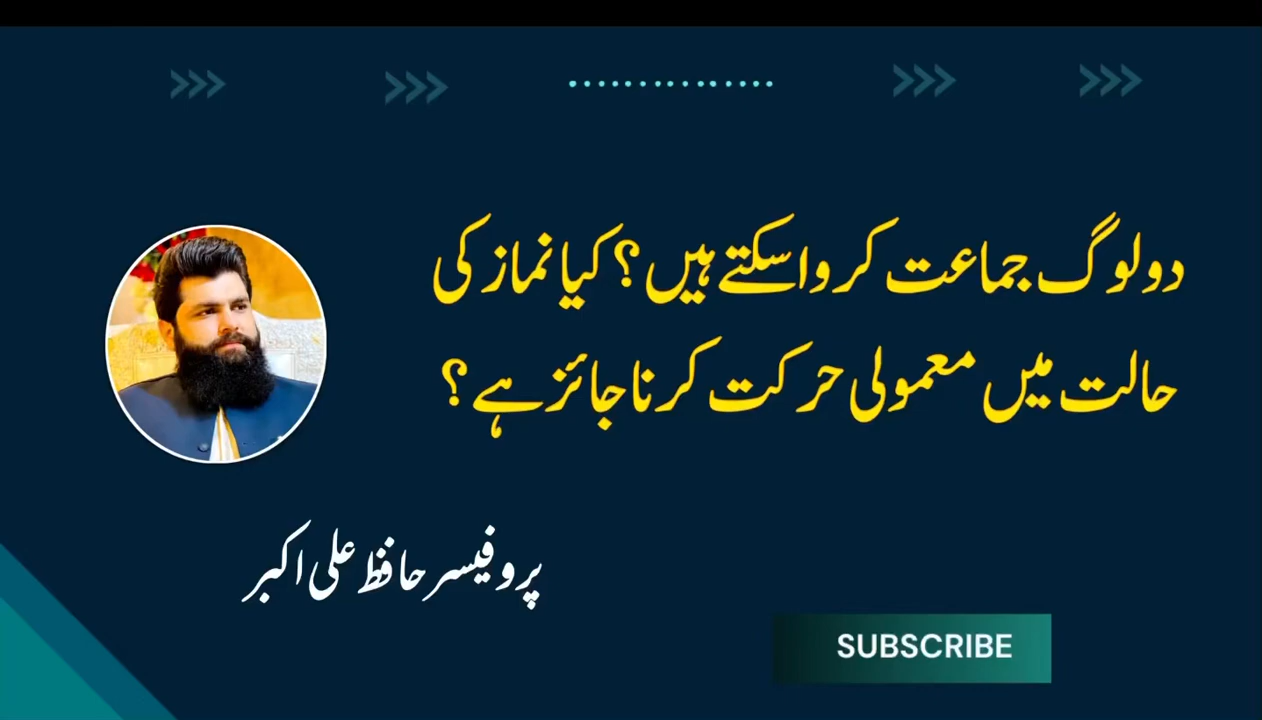 دو لوگ جماعت کروا سکتے ہیں؟ کیا نماز کی
حالت میں معمولی حرکت کرنا جائز ہے؟
پروفیسر حافظ علی اکبر
SUBSCRIBE